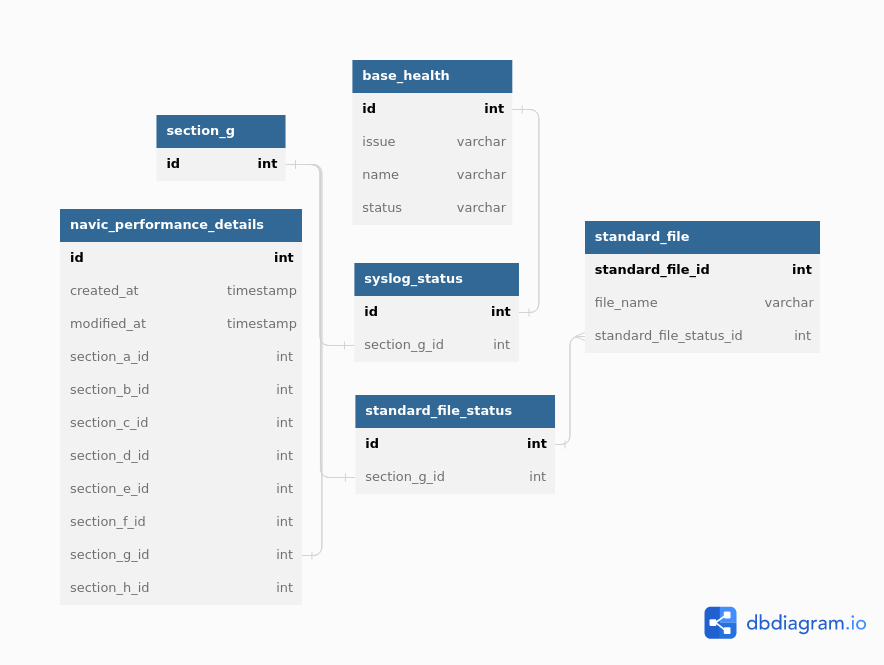 base_health
id int
issue varchar
name varchar
status varchar
section_g
id int
navic_performance_details
id int
created_at timestamp
modified_at timestamp
section_a_id int
section_b_id int
section_c_id int
section_d_id int
section_e_id int
section_f_id int
section_g_id int
section_h_id int
syslog_status
id int
section_g_id int
standard_file_status
id int
section_g_id int
standard_file
standard_file_id int
file_name varchar
standard_file_status_id int
dbdiagram.io